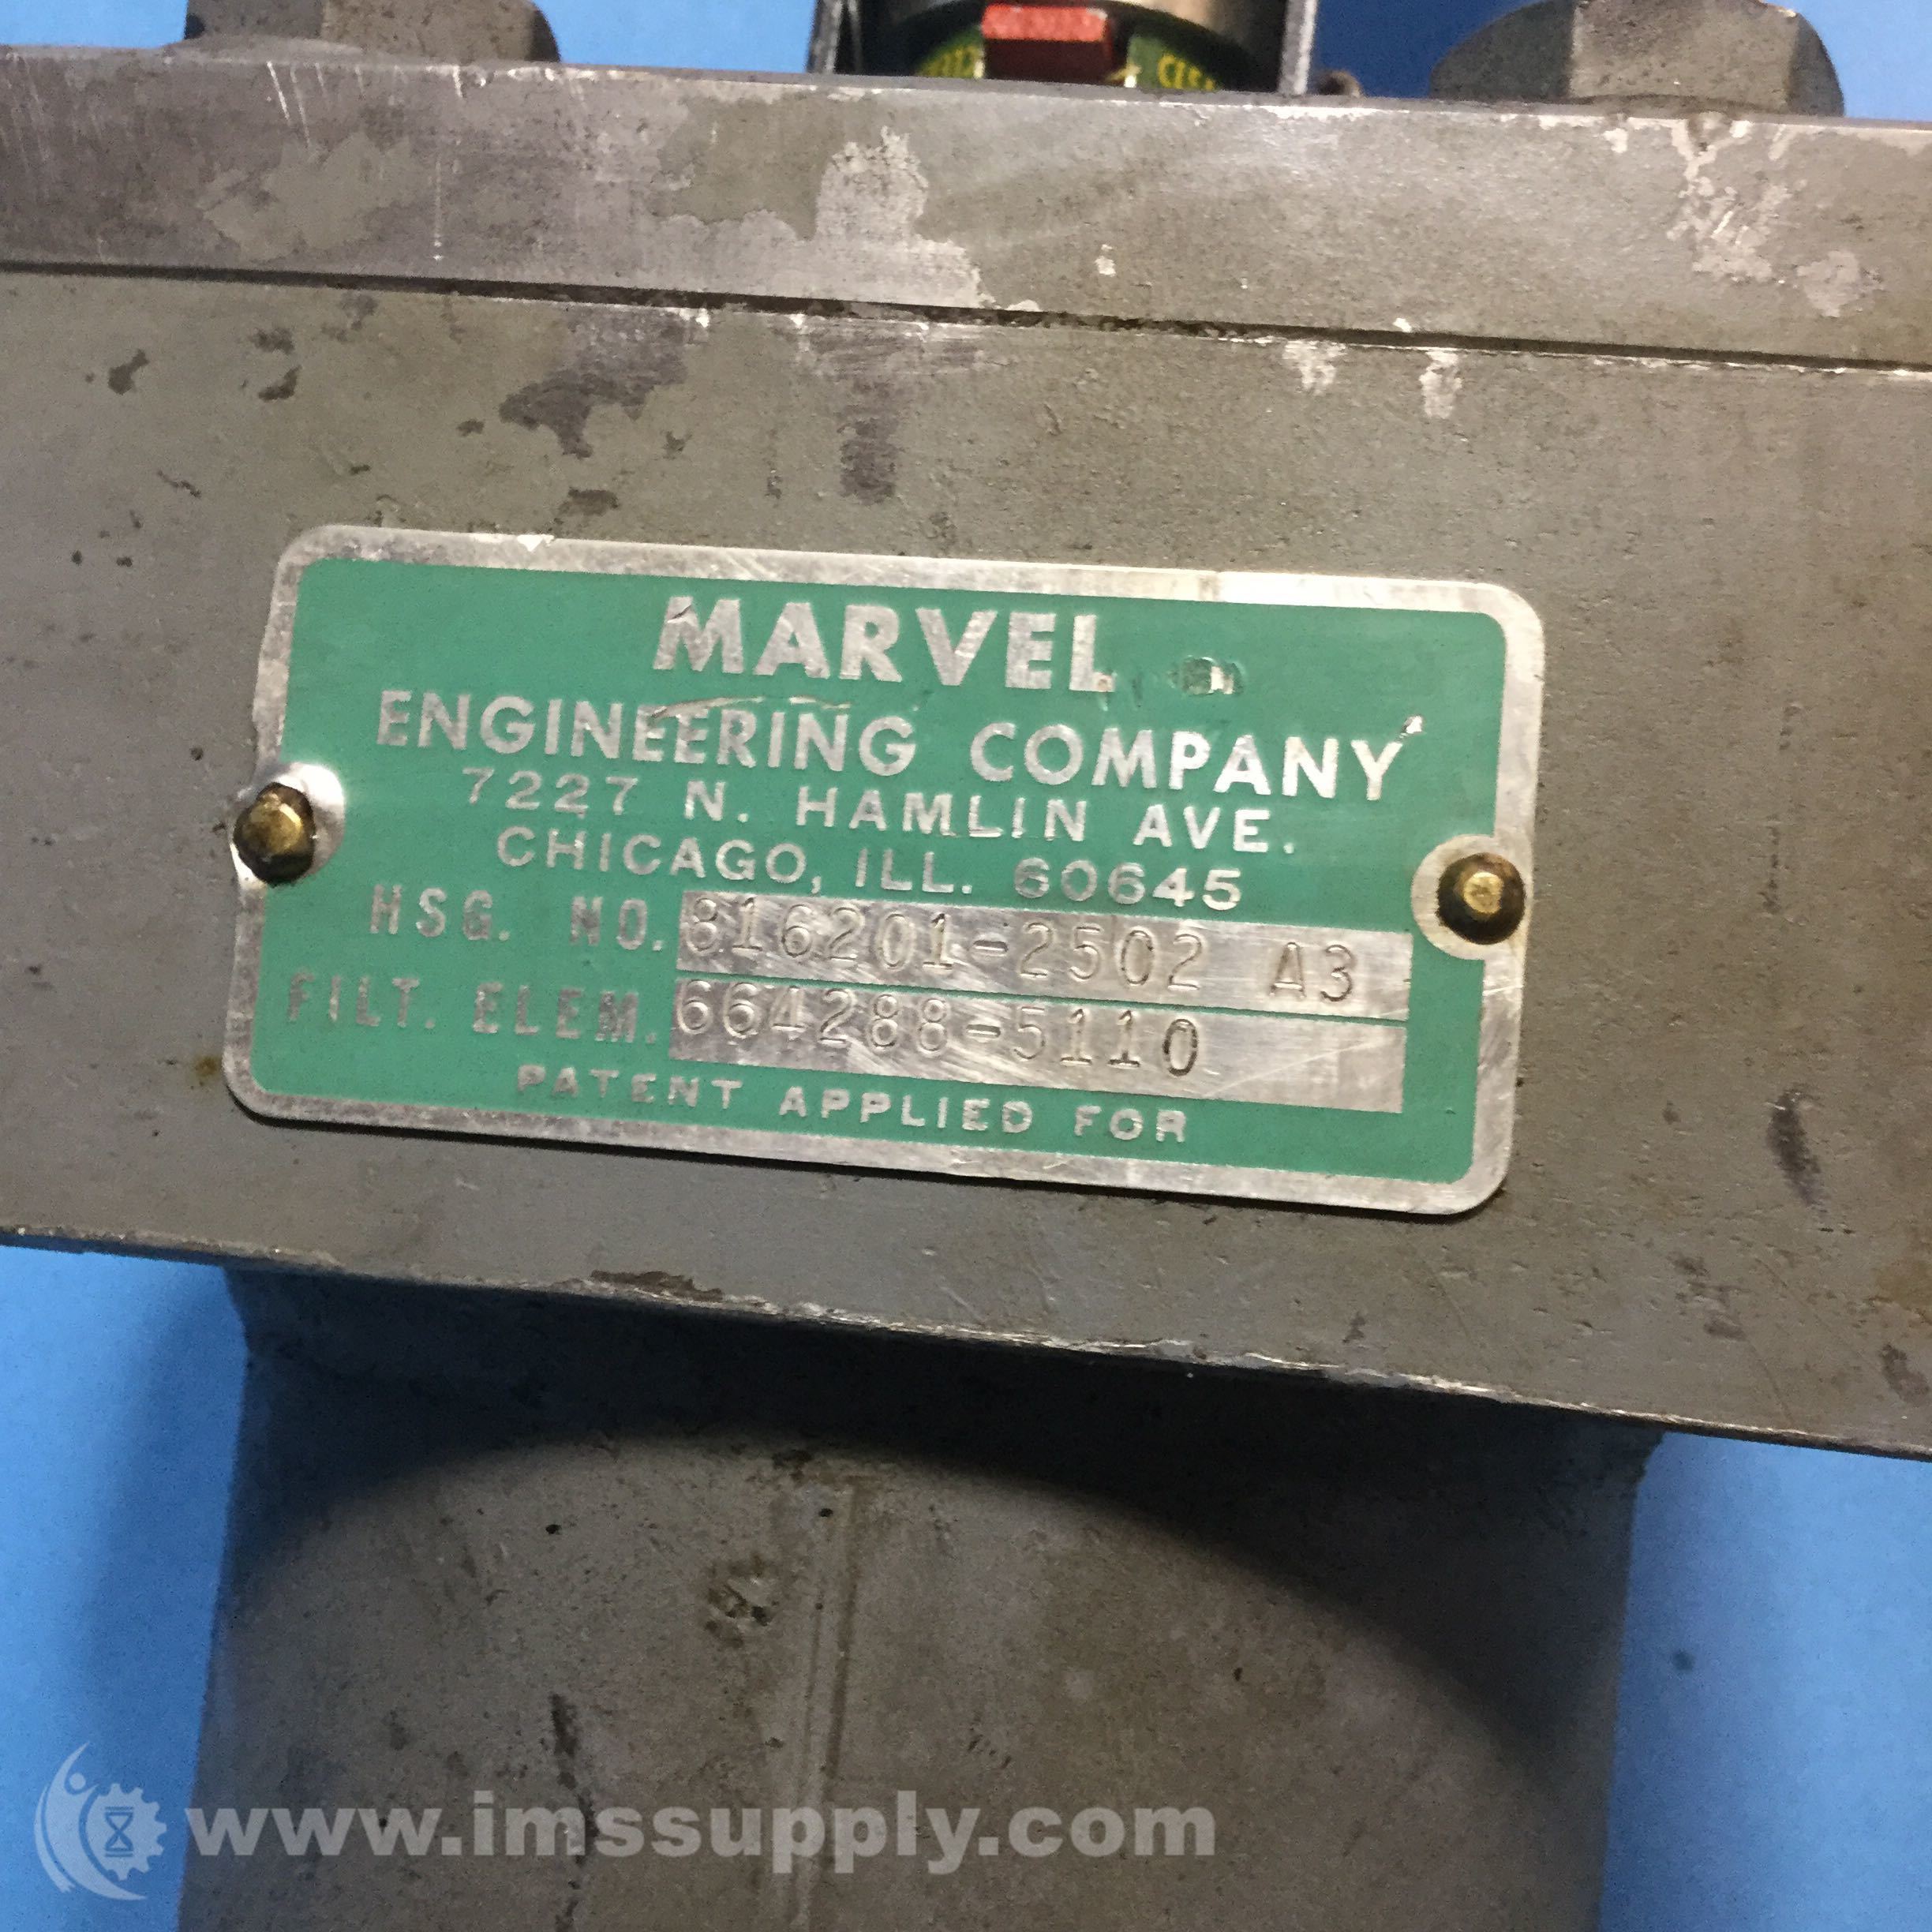 MARVEL
ENGINEERING COMPANY
7227 N. HAMLIN AVE.
CHICAGO, ILL. 60645
HSG. NO. 816201-2502 A3
FILT. ELEM. 664288-5110
PATENT APPLIED FOR
www.imssupply.com